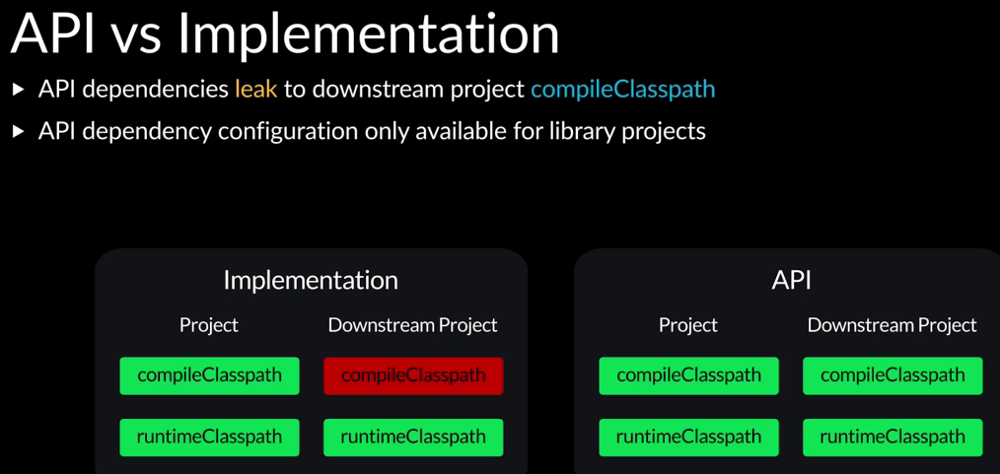 API vs Implementation
▶ API dependencies leak to downstream project compileClasspath
▶ API dependency configuration only available for library projects
Implementation
Project Downstream Project
compileClasspath compileClasspath
runtimeClasspath runtimeClasspath
API
Project Downstream Project
compileClasspath compileClasspath
runtimeClasspath runtimeClasspath